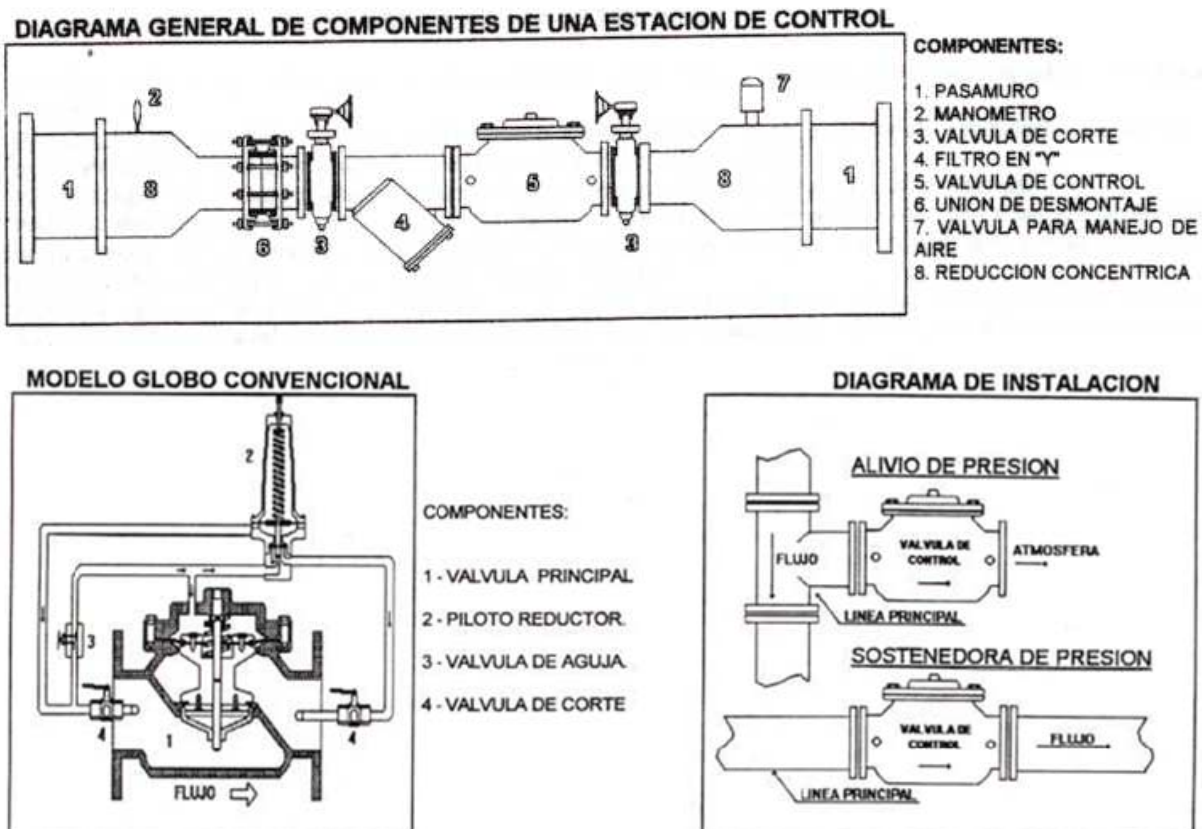 DIAGRAMA GENERAL DE COMPONENTES DE UNA ESTACION DE CONTROL
1
2
8
6
3
4
5
3
7
8
1
COMPONENTES:
1. PASAMURO
2. MANOMETRO
3. VALVULA DE CORTE
4. FILTRO EN "Y"
5. VALVULA DE CONTROL
6. UNION DE DESMONTAJE
7. VALVULA PARA MANEJO DE
AIRE
8. REDUCCION CONCENTRICA
MODELO GLOBO CONVENCIONAL
2
3
4
1
4
FLUJO
COMPONENTES:
1 - VALVULA PRINCIPAL
2 - PILOTO REDUCTOR.
3 - VALVULA DE AGUJA.
4 - VALVULA DE CORTE
DIAGRAMA DE INSTALACION
ALIVIO DE PRESION
FLUJO
VALVULA DE
CONTROL
ATMOSFERA
LINEA PRINCIPAL
SOSTENEDORA DE PRESION
VALVULA DE
CONTROL
FLUJO
LINEA PRINCIPAL